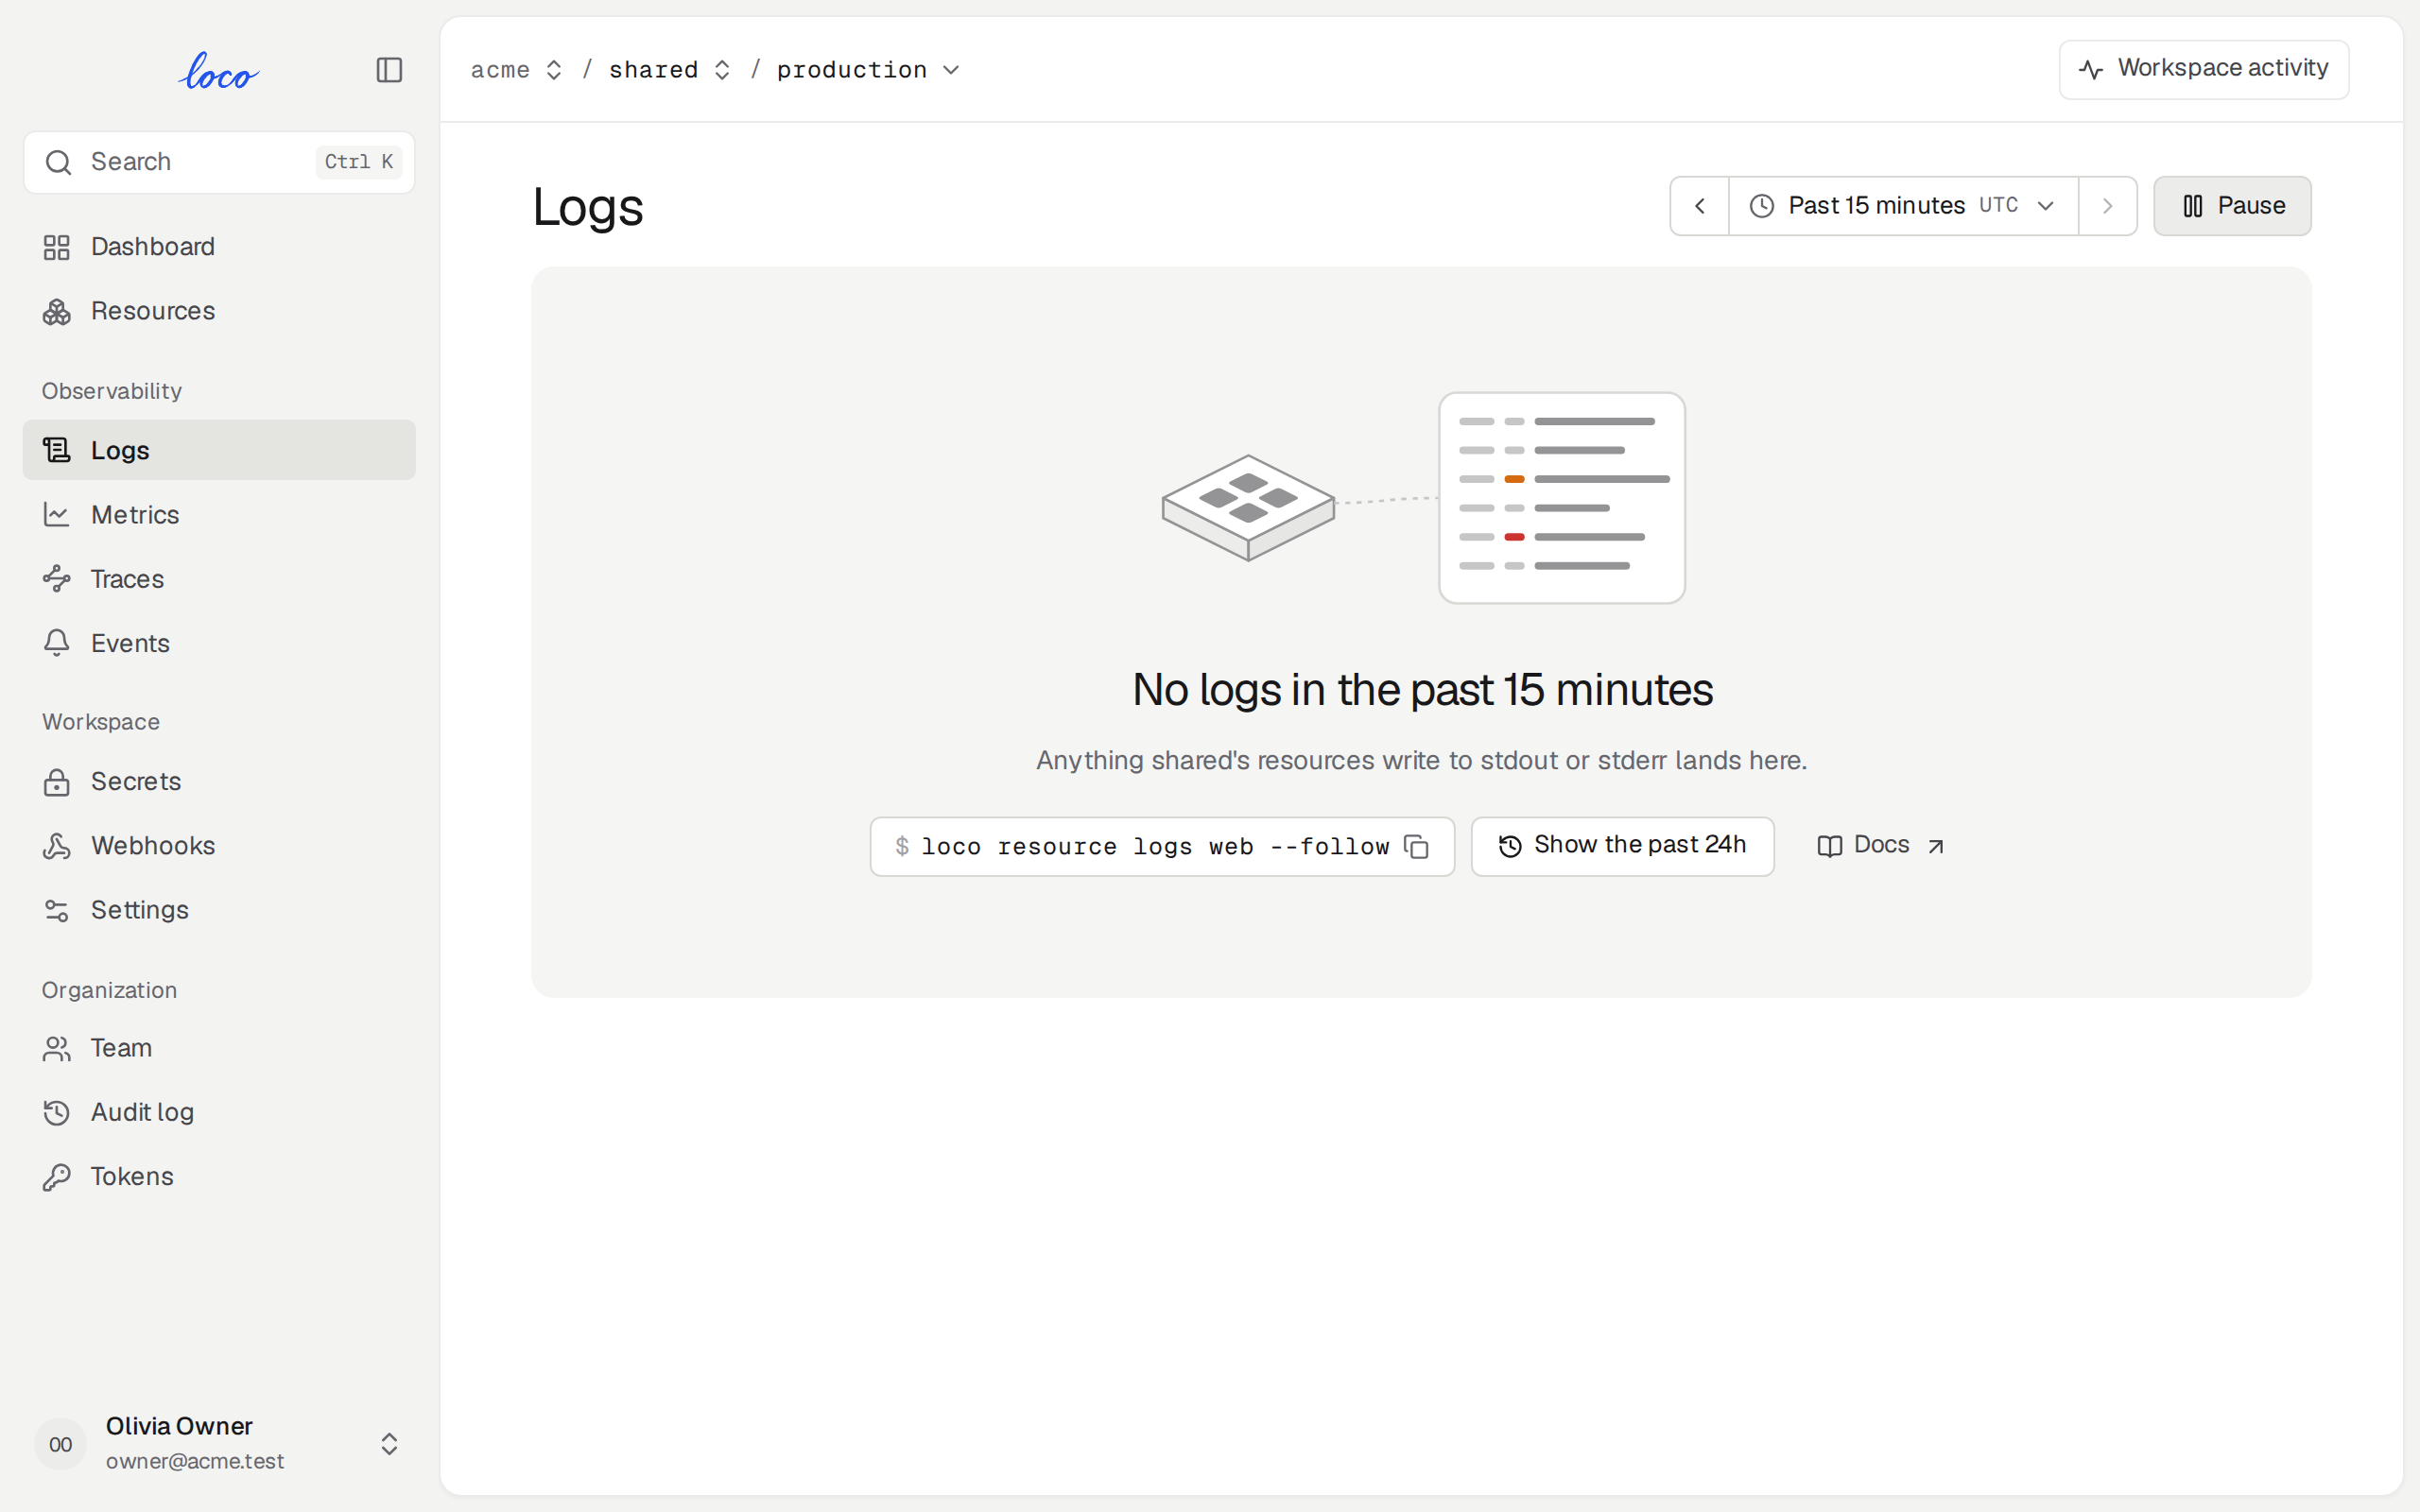 loco
Search Ctrl K
Dashboard
Resources
Observability
Logs
Metrics
Traces
Events
Workspace
Secrets
Webhooks
Settings
Organization
Team
Audit log
Tokens
OO Olivia Owner
owner@acme.test
acme / shared / production
Workspace activity
Logs
Past 15 minutes UTC
Pause
No logs in the past 15 minutes
Anything shared's resources write to stdout or stderr lands here.
$ loco resource logs web --follow
Show the past 24h
Docs